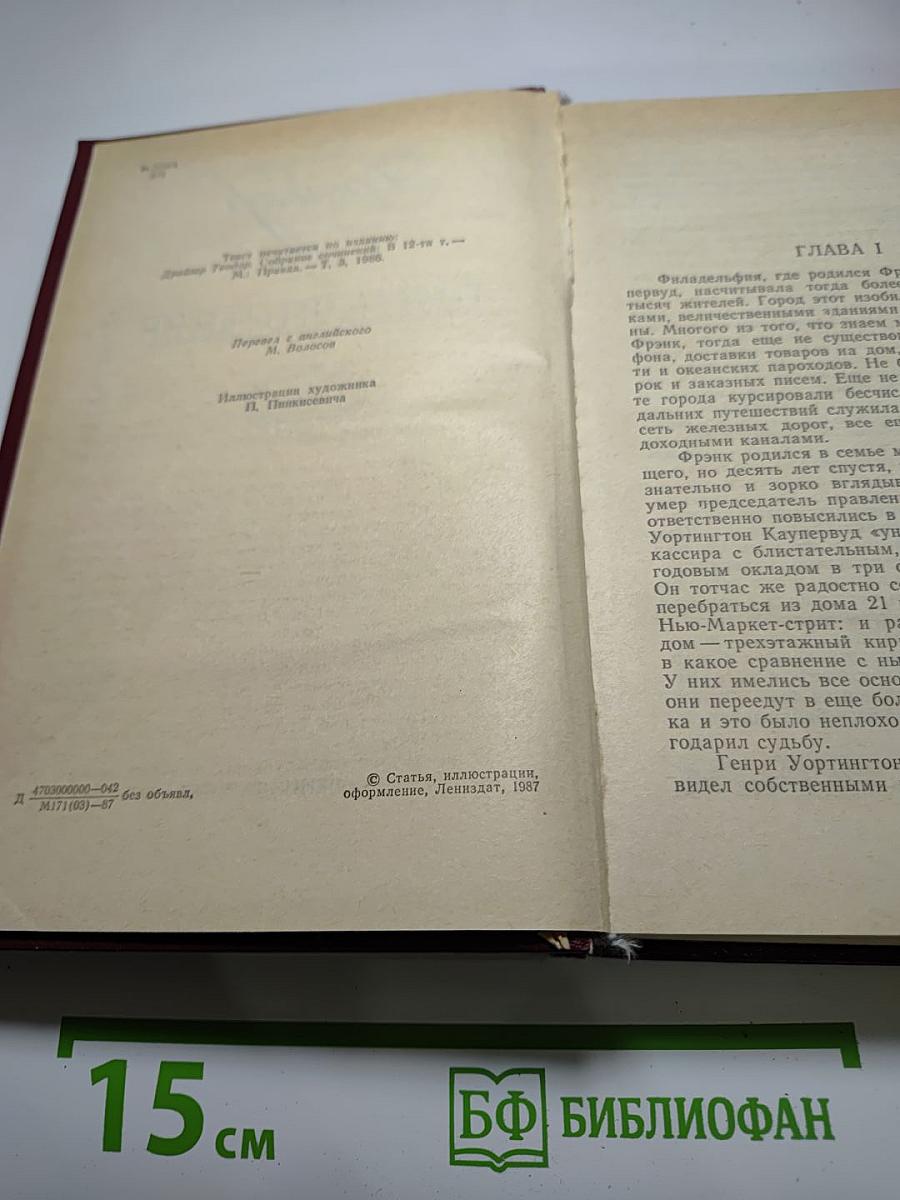 Текст печатается по изданию:
Драйзер Теодор. Собрание сочинений: В 12-ти т.—
М.: Правда.— Т. 3, 1986.
Перевел с английского
М. Волосов
Иллюстрации художника
П. Пинкисевича
Д 4703000000—042 без объявл,
М171(03)—87
© Статья, иллюстрации,
оформление, Лениздат, 1987
ГЛАВА I
Филадельфия, где родился Фр
первуд, насчитывала тогда более
тысяч жителей. Город этот изоби
ками, величественными зданиями
ны. Многого из того, что знаем
Фрэнк, тогда еще не существов
фона, доставки товаров на дом,
ти и океанских пароходов. Не
рок и заказных писем. Еще не
те города курсировали бесчис
дальних путешествий служила
сеть железных дорог, все ещ
доходными каналами.
Фрэнк родился в семье м
щего, но десять лет спустя,
знательно и зорко вглядыв
умер председатель правлен
ответственно повысились в
Уортингтон Каупервуд «ун
кассира с блистательным,
годовым окладом в три
Он тотчас же радостно со
перебраться из дома 21
Нью-Маркет-стрит: и ра
дом — трехэтажный кирп
в какое сравнение с ны
У них имелись все осно
они переедут в еще бол
ка и это было неплохо
годарил судьбу.
Генри Уортингтон
видел собственными
15 см
БФ БИБЛИОФАН